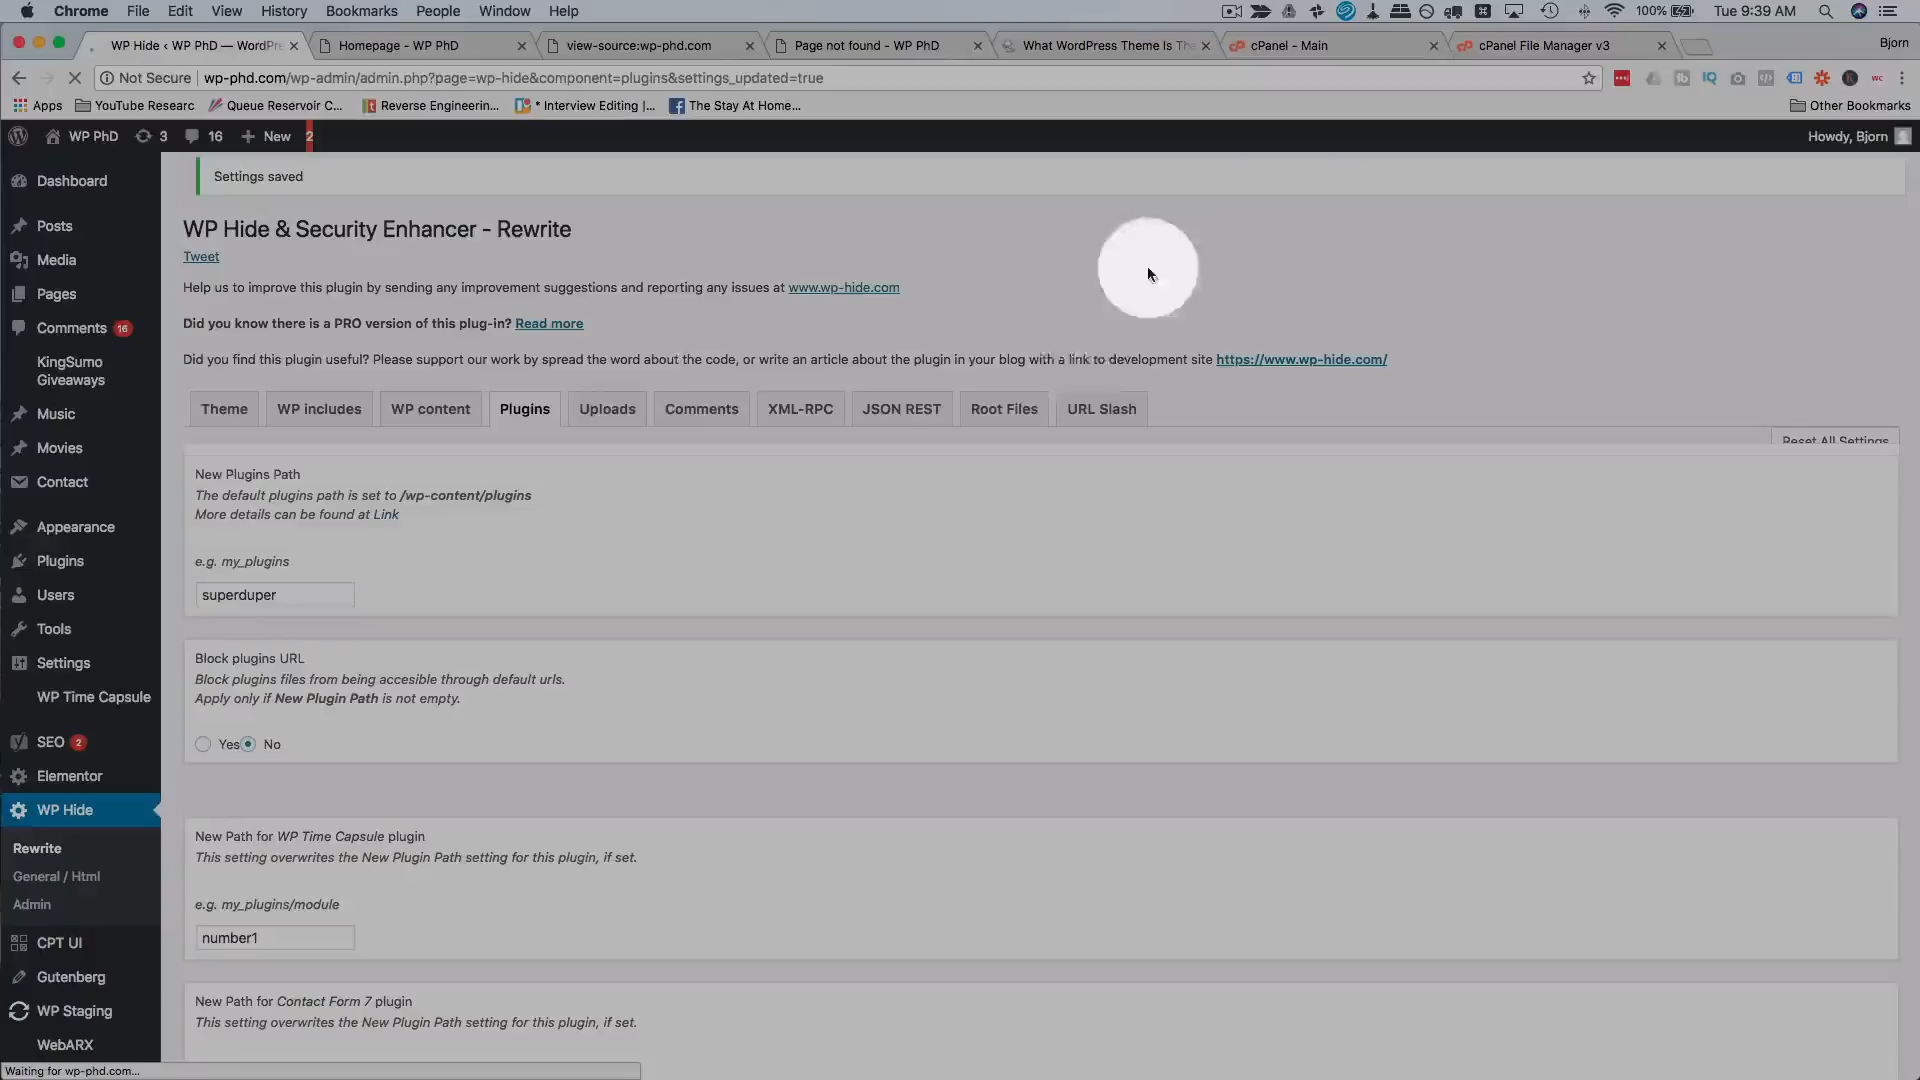 Chrome File Edit View History Bookmarks People Window Help 100% Tue 9:39 AM
WP Hide ‹ WP PhD — WordPre Homepage - WP PhD view-source:wp-phd.com Page not found - WP PhD What WordPress Theme Is Tha cPanel - Main cPanel File Manager v3 Bjorn
Not Secure wp-phd.com/wp-admin/admin.php?page=wp-hide&component=plugins&settings_updated=true
Apps YouTube Researc Queue Reservoir C... Reverse Engineerin... * Interview Editing |... The Stay At Home... Other Bookmarks
WP PhD 3 16 New 2 Howdy, Bjorn
Settings saved
Dashboard
Posts
Media
Pages
Comments 16
KingSumo
Giveaways
Music
Movies
Contact
Appearance
Plugins
Users
Tools
Settings
WP Time Capsule
SEO 2
Elementor
WP Hide
Rewrite
General / Html
Admin
CPT UI
Gutenberg
WP Staging
WebARX
WP Hide & Security Enhancer - Rewrite
Tweet
Help us to improve this plugin by sending any improvement suggestions and reporting any issues at www.wp-hide.com
Did you know there is a PRO version of this plug-in? Read more
Did you find this plugin useful? Please support our work by spread the word about the code, or write an article about the plugin in your blog with a link to development site https://www.wp-hide.com/
Theme WP includes WP content Plugins Uploads Comments XML-RPC JSON REST Root Files URL Slash
Reset All Settings
New Plugins Path
The default plugins path is set to /wp-content/plugins
More details can be found at Link
e.g. my_plugins
superduper
Block plugins URL
Block plugins files from being accesible through default urls.
Apply only if New Plugin Path is not empty.
Yes No
New Path for WP Time Capsule plugin
This setting overwrites the New Plugin Path setting for this plugin, if set.
e.g. my_plugins/module
number1
New Path for Contact Form 7 plugin
This setting overwrites the New Plugin Path setting for this plugin, if set.
Waiting for wp-phd.com...